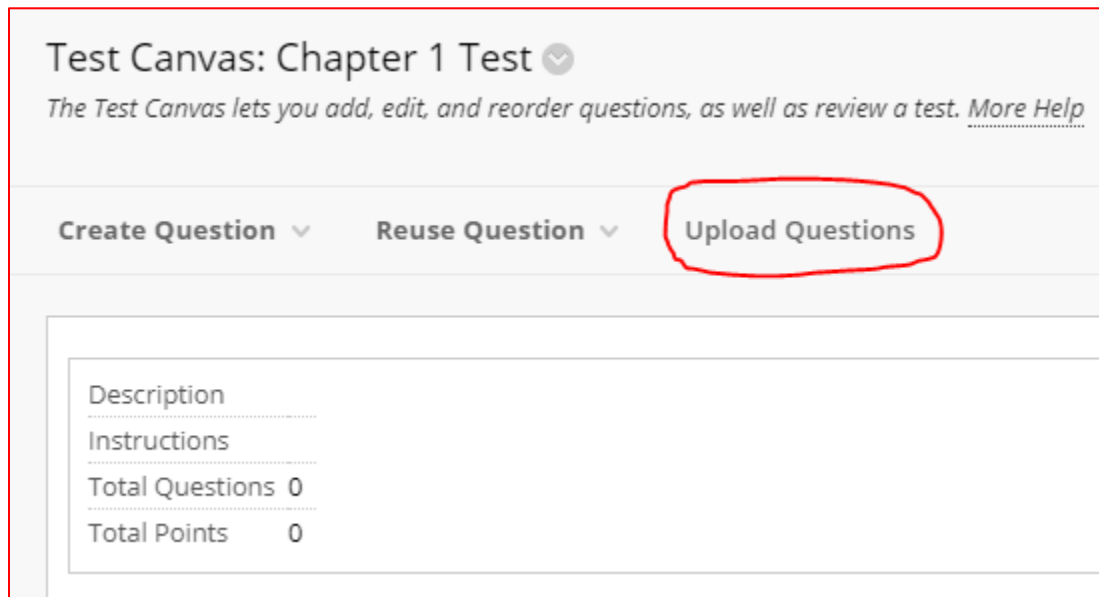 Test Canvas: Chapter 1 Test
The Test Canvas lets you add, edit, and reorder questions, as well as review a test. More Help
Create Question Reuse Question Upload Questions
Description
Instructions
Total Questions 0
Total Points 0